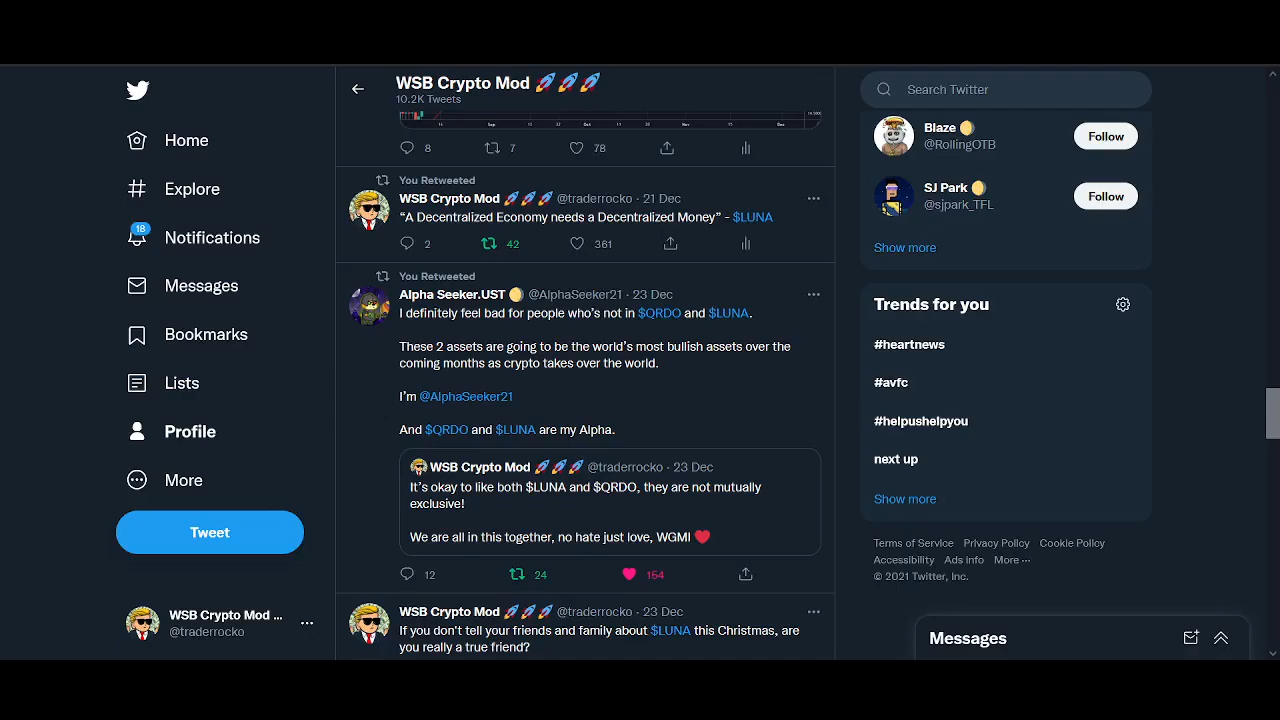 Home
Explore
18
Notifications
Messages
Bookmarks
Lists
Profile
More
Tweet
WSB Crypto Mod ...
@traderrocko
WSB Crypto Mod 🚀🚀🚀
10.2K Tweets
8 7 78
You Retweeted
WSB Crypto Mod 🚀🚀🚀 @traderrocko · 21 Dec
“A Decentralized Economy needs a Decentralized Money” - $LUNA
2 42 361
You Retweeted
Alpha Seeker.UST 🌔 @AlphaSeeker21 · 23 Dec
I definitely feel bad for people who’s not in $QRDO and $LUNA.
These 2 assets are going to be the world’s most bullish assets over the
coming months as crypto takes over the world.
I’m @AlphaSeeker21
And $QRDO and $LUNA are my Alpha.
WSB Crypto Mod 🚀🚀🚀 @traderrocko · 23 Dec
It’s okay to like both $LUNA and $QRDO, they are not mutually
exclusive!
We are all in this together, no hate just love, WGMI ❤️
12 24 154
WSB Crypto Mod 🚀🚀🚀 @traderrocko · 23 Dec
If you don't tell your friends and family about $LUNA this Christmas, are
you really a true friend?
Search Twitter
Blaze 🌔
@RollingOTB
Follow
SJ Park 🌔
@sjpark_TFL
Follow
Show more
Trends for you
#heartnews
#avfc
#helpushelpyou
next up
Show more
Terms of Service Privacy Policy Cookie Policy
Accessibility Ads info More ···
© 2021 Twitter, Inc.
Messages